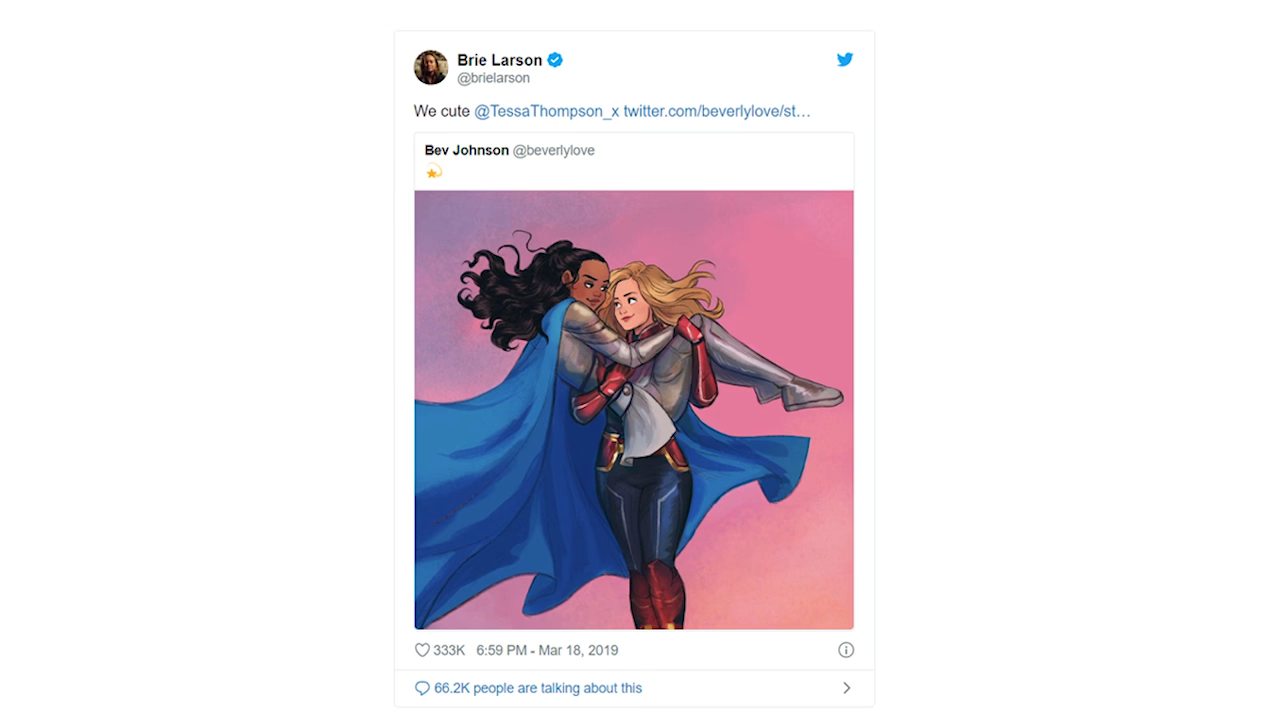 Brie Larson
@brielarson
We cute @TessaThompson_x twitter.com/beverlylove/st…
Bev Johnson @beverlylove
333K 6:59 PM - Mar 18, 2019
66.2K people are talking about this